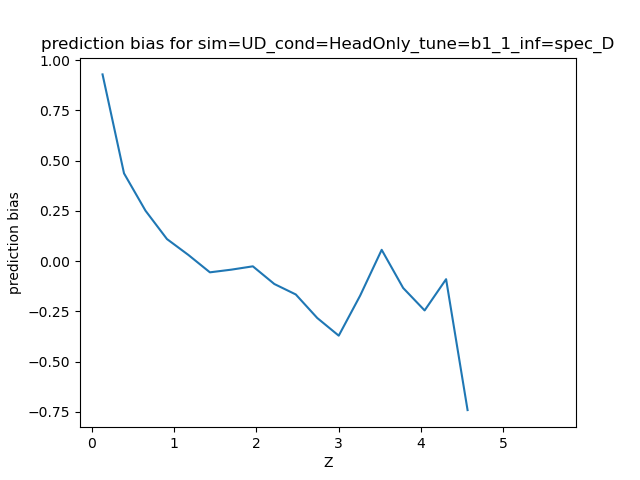 prediction bias for sim=UD_cond=HeadOnly_tune=b1_1_inf=spec_D
1.00
0.75
0.50
0.25
0.00
−0.25
−0.50
−0.75
prediction bias
0 1 2 3 4 5
Z